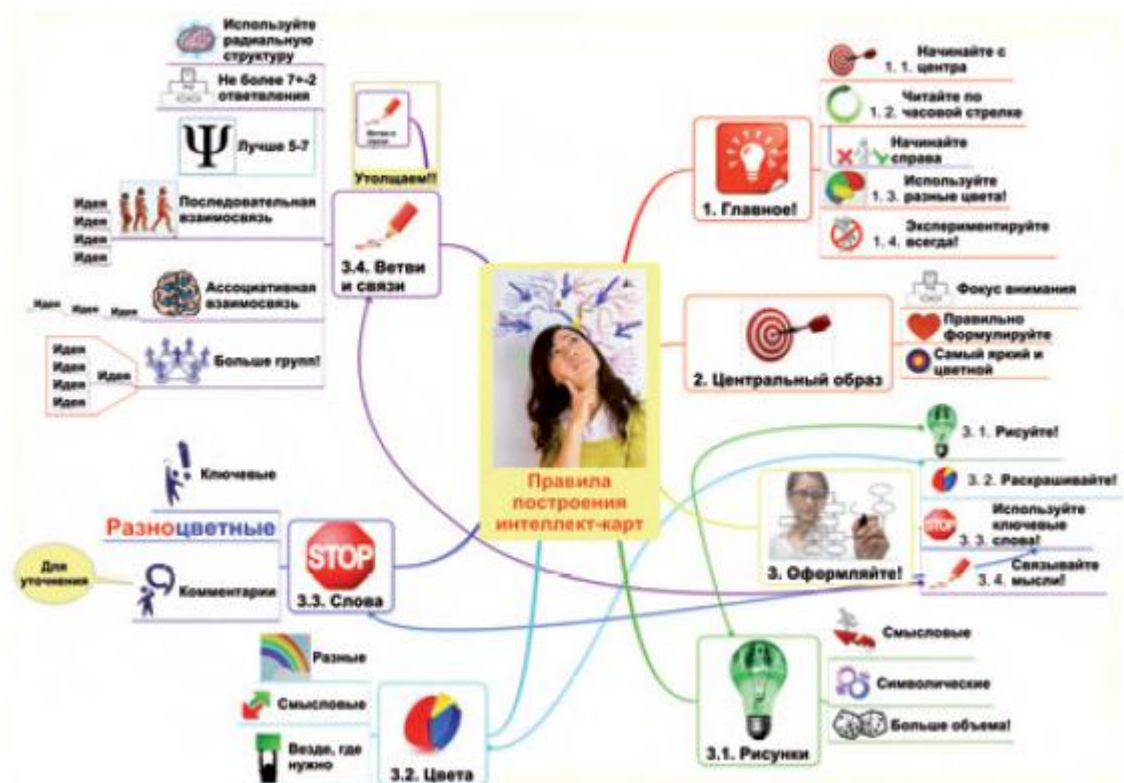 Правила
построения
интеллект-карт
1. Главное!
Начинайте с
1. 1. центра
Читайте по
1. 2. часовой стрелке
Начинайте
справа
Используйте
1. 3. разные цвета!
Экспериментируйте
1. 4. всегда!
2. Центральный образ
Фокус внимания
Правильно
формулируйте
Самый яркий и
цветной
3. Оформляйте!
3. 1. Рисуйте!
3. 2. Раскрашивайте!
Используйте
ключевые
3. 3. слова!
Связывайте
3. 4. мысли!
3.1. Рисунки
Смысловые
Символические
Больше объема!
3.2. Цвета
Разные
Смысловые
Везде, где
нужно
STOP
3.3. Слова
Ключевые
Разноцветные
Комментарии
Для
уточнения
3.4. Ветви
и связи
Ветви и
связи
Утолщаем!!
Используйте
радиальную
структуру
Не более 7+-2
ответвления
Ψ Лучше 5-7
Последовательная
взаимосвязь
Идея
Идея
Идея
Идея
Ассоциативная
взаимосвязь
Идея Идея Идея
Больше групп!
Идея
Идея
Идея
Идея
Идея
STOP